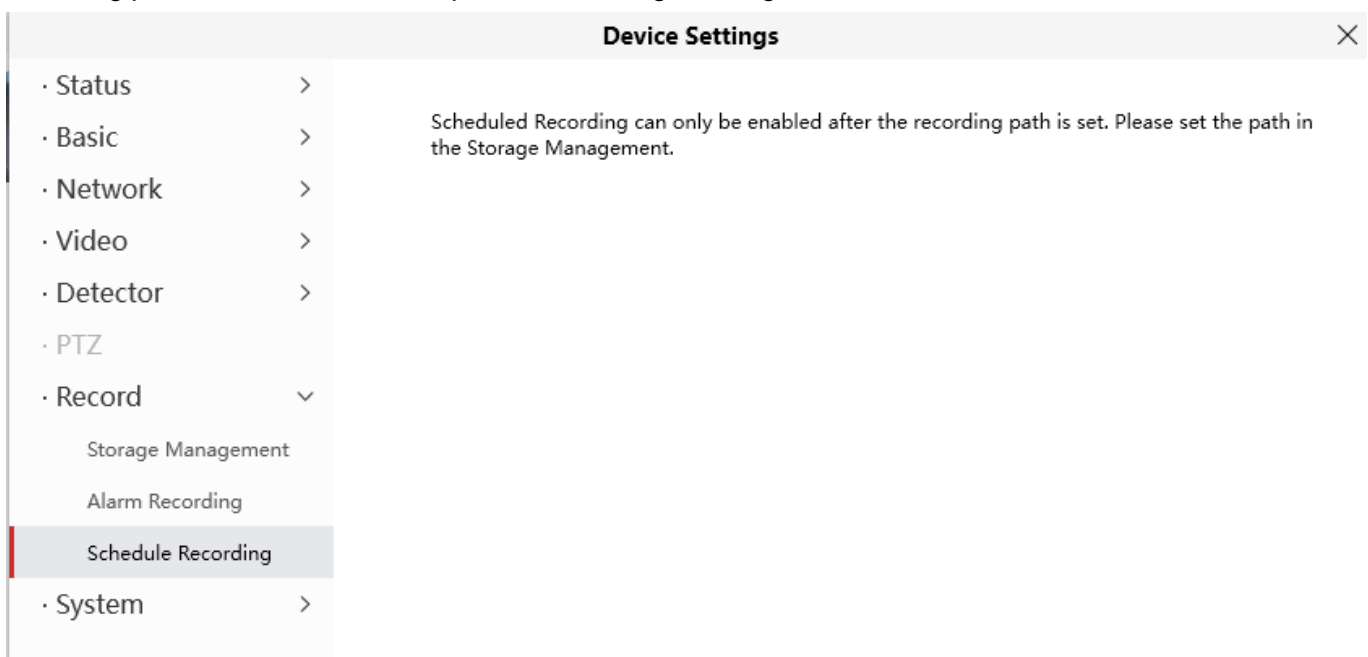 Device Settings
· Status
· Basic
· Network
· Video
· Detector
· PTZ
· Record
Storage Management
Alarm Recording
Schedule Recording
· System
Scheduled Recording can only be enabled after the recording path is set. Please set the path in
the Storage Management.